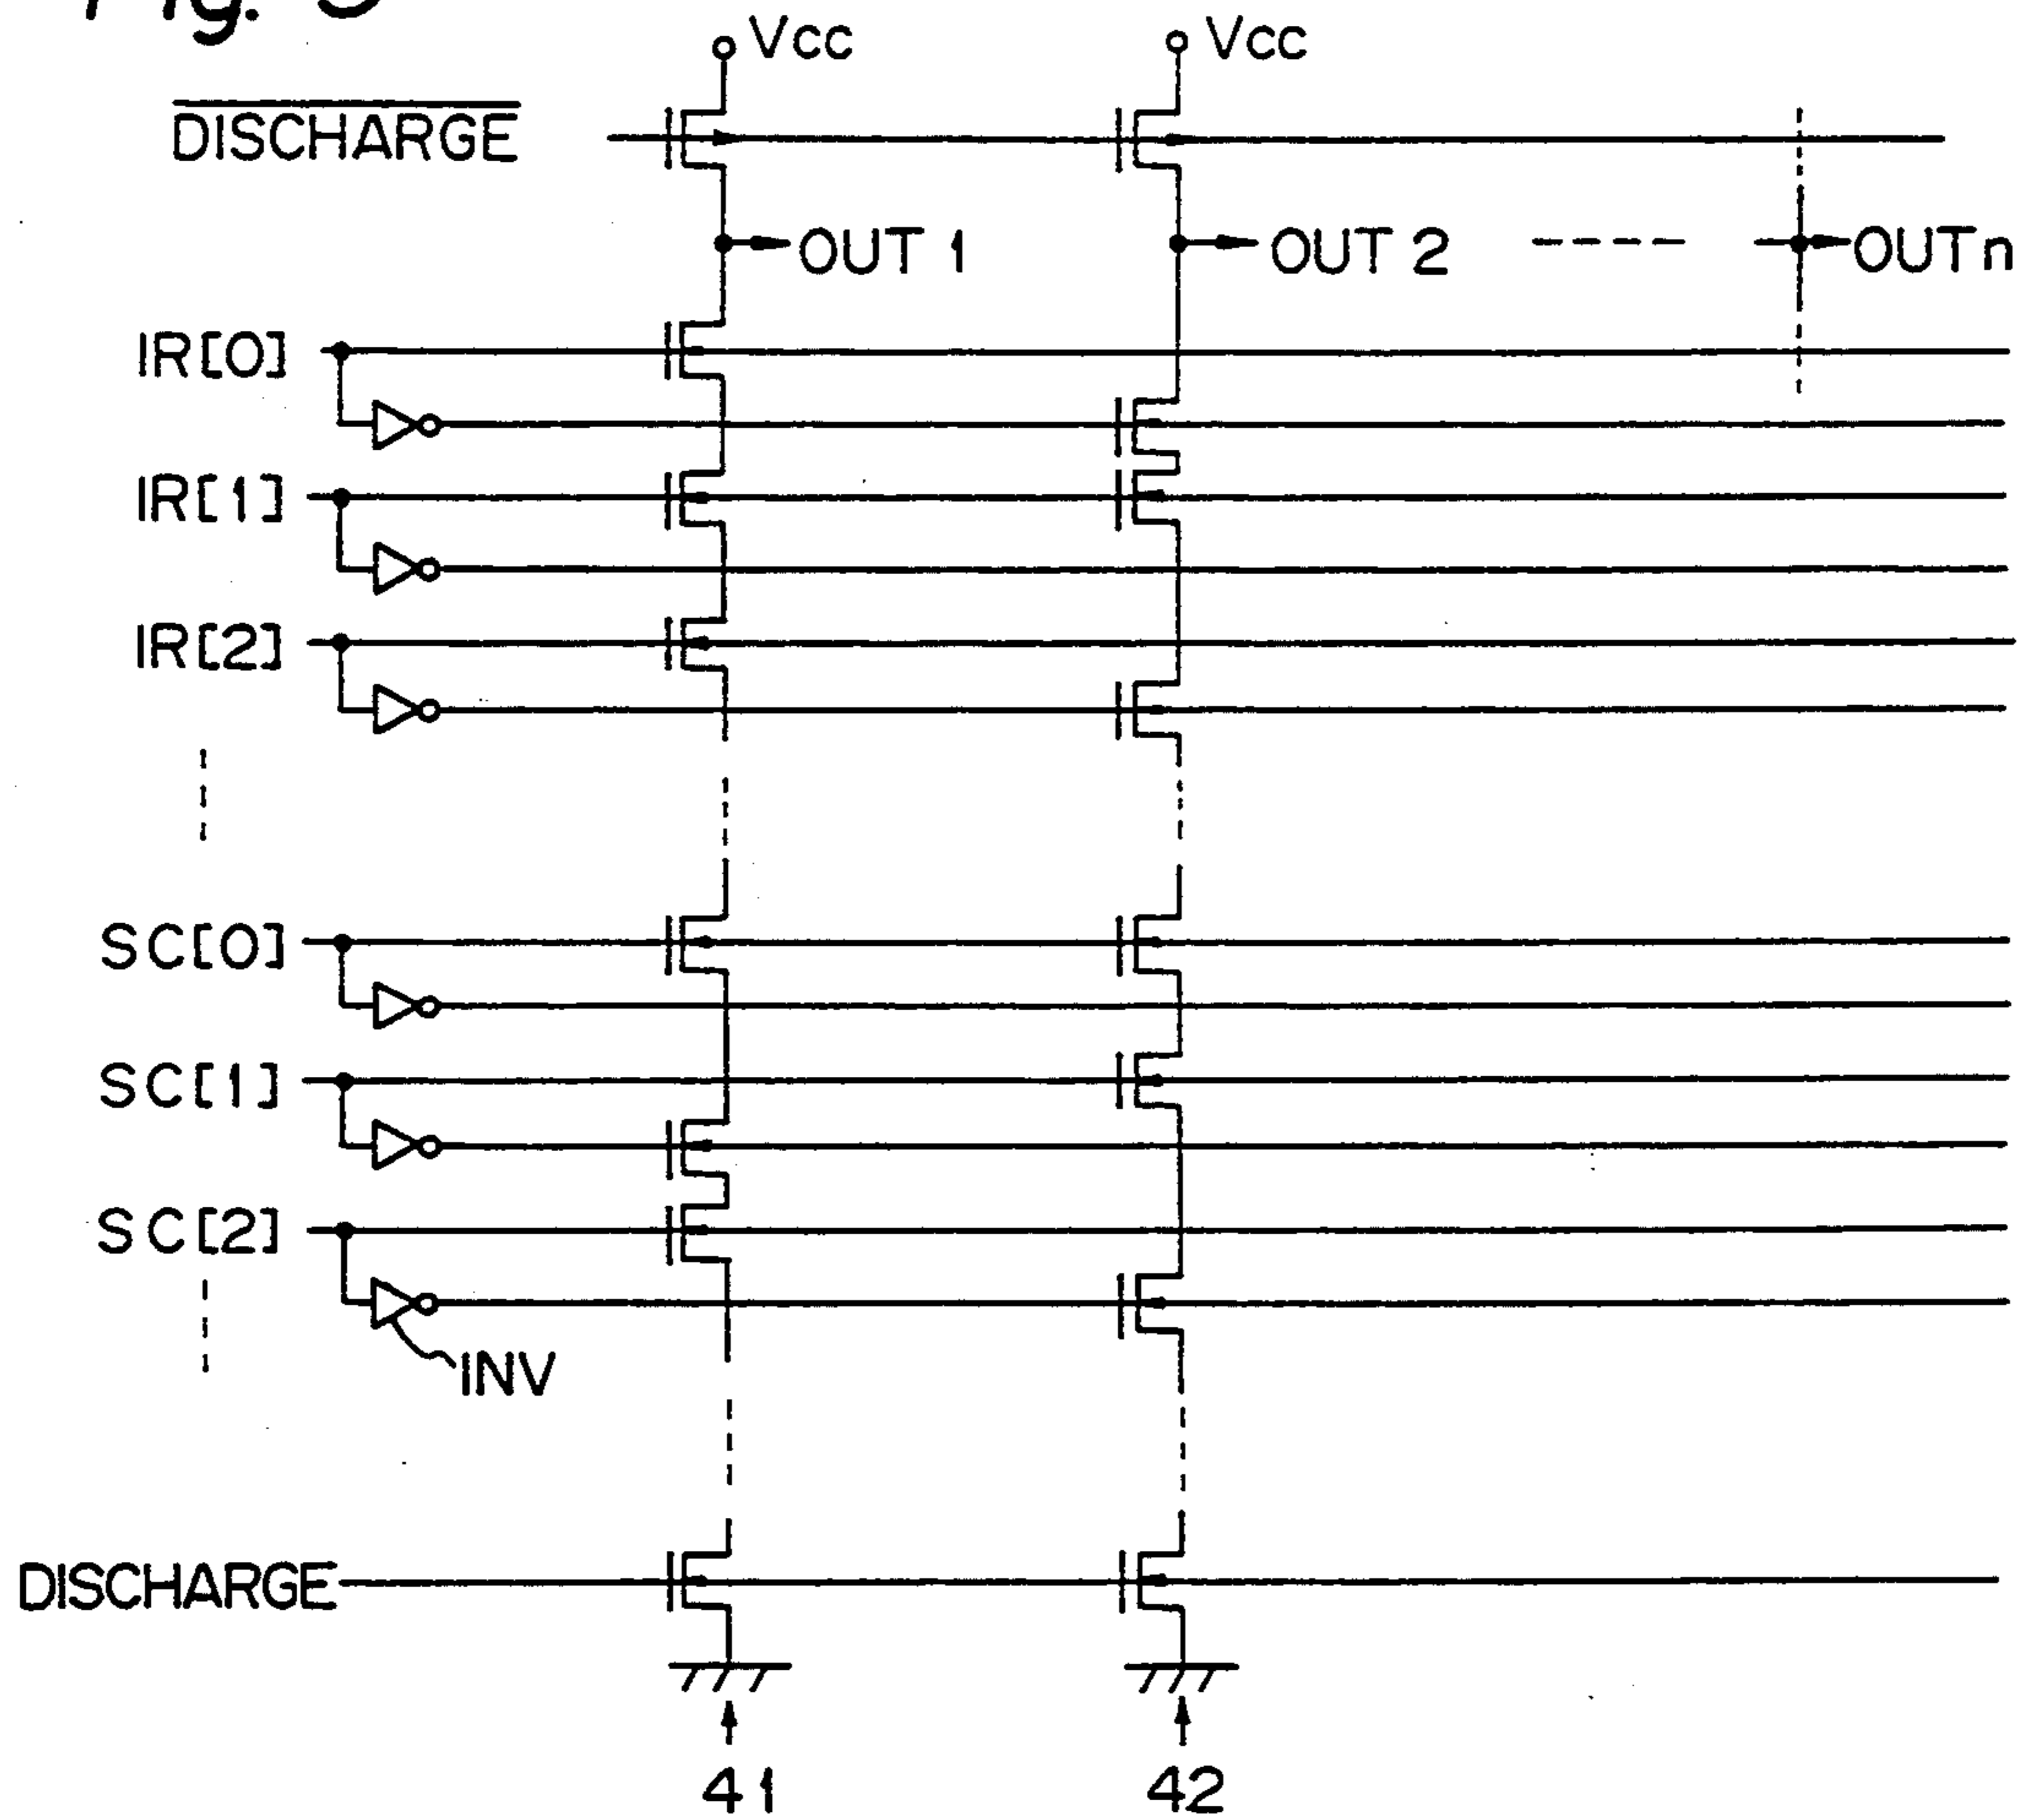 Vcc Vcc
DISCHARGE
OUT 1 OUT 2 OUTn
IR[0]
IR[1]
IR[2]
SC[0]
SC[1]
SC[2]
INV
DISCHARGE
41 42